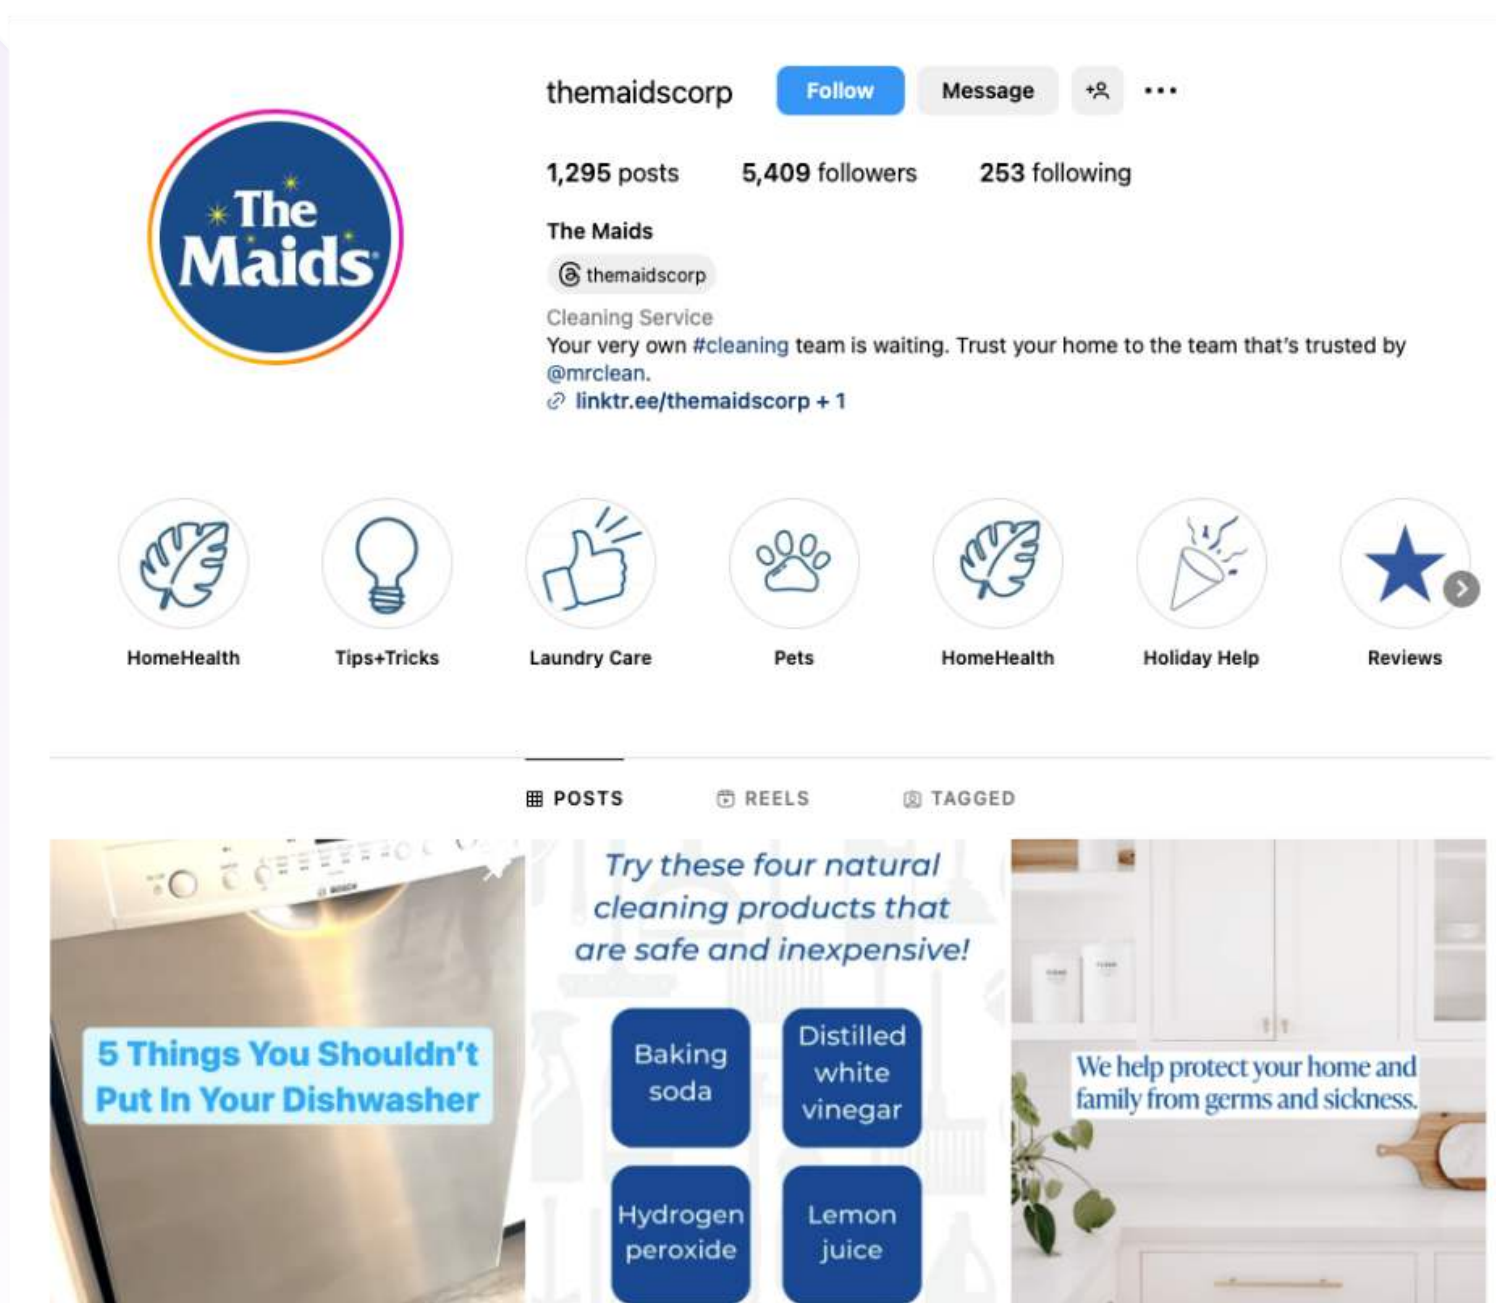 themaidscorp Follow Message
1,295 posts 5,409 followers 253 following
The Maids
themaidscorp
Cleaning Service
Your very own #cleaning team is waiting. Trust your home to the team that's trusted by
@mrclean.
linktr.ee/themaidscorp + 1
The
Maids
HomeHealth Tips+Tricks Laundry Care Pets HomeHealth Holiday Help Reviews
POSTS REELS TAGGED
BOSCH
5 Things You Shouldn't
Put In Your Dishwasher
Try these four natural
cleaning products that
are safe and inexpensive!
Baking
soda
Distilled
white
vinegar
Hydrogen
peroxide
Lemon
juice
We help protect your home and
family from germs and sickness.